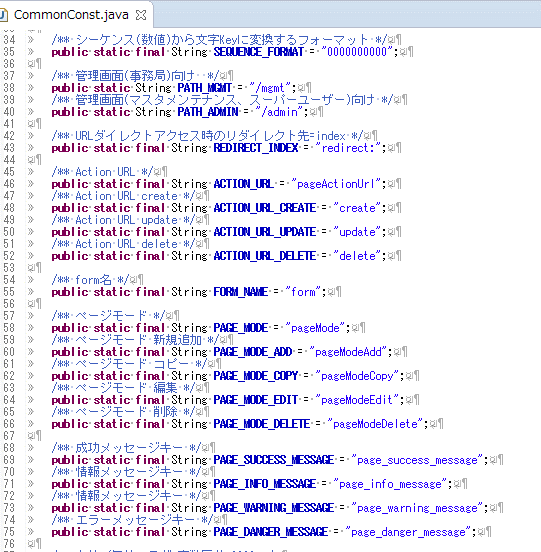 CommonConst.java
34 /** シーケンス(数値)から文字Keyに変換するフォーマット */
35 public static final String SEQUENCE_FORMAT = "0000000000";
36
37 /** 管理画面(事務局)向け */
38 public static String PATH_MGMT = "/mgmt";
39 /** 管理画面(マスタメンテナンス、スーパーユーザー)向け */
40 public static String PATH_ADMIN = "/admin";
41
42 /** URLダイレクトアクセス時のリダイレクト先=index */
43 public static final String REDIRECT_INDEX = "redirect:";
44
45 /** Action URL */
46 public static final String ACTION_URL = "pageActionUrl";
47 /** Action URL create */
48 public static final String ACTION_URL_CREATE = "create";
49 /** Action URL update */
50 public static final String ACTION_URL_UPDATE = "update";
51 /** Action URL delete */
52 public static final String ACTION_URL_DELETE = "delete";
53
54 /** form名 */
55 public static final String FORM_NAME = "form";
56
57 /** ページモード */
58 public static final String PAGE_MODE = "pageMode";
59 /** ページモード 新規追加 */
60 public static final String PAGE_MODE_ADD = "pageModeAdd";
61 /** ページモード コピー */
62 public static final String PAGE_MODE_COPY = "pageModeCopy";
63 /** ページモード 編集 */
64 public static final String PAGE_MODE_EDIT = "pageModeEdit";
65 /** ページモード 削除 */
66 public static final String PAGE_MODE_DELETE = "pageModeDelete";
67
68 /** 成功メッセージキー */
69 public static final String PAGE_SUCCESS_MESSAGE = "page_success_message";
70 /** 情報メッセージキー */
71 public static final String PAGE_INFO_MESSAGE = "page_info_message";
72 /** 情報メッセージキー */
73 public static final String PAGE_WARNING_MESSAGE = "page_warning_message";
74 /** エラーメッセージキー */
75 public static final String PAGE_DANGER_MESSAGE = "page_danger_message";
76